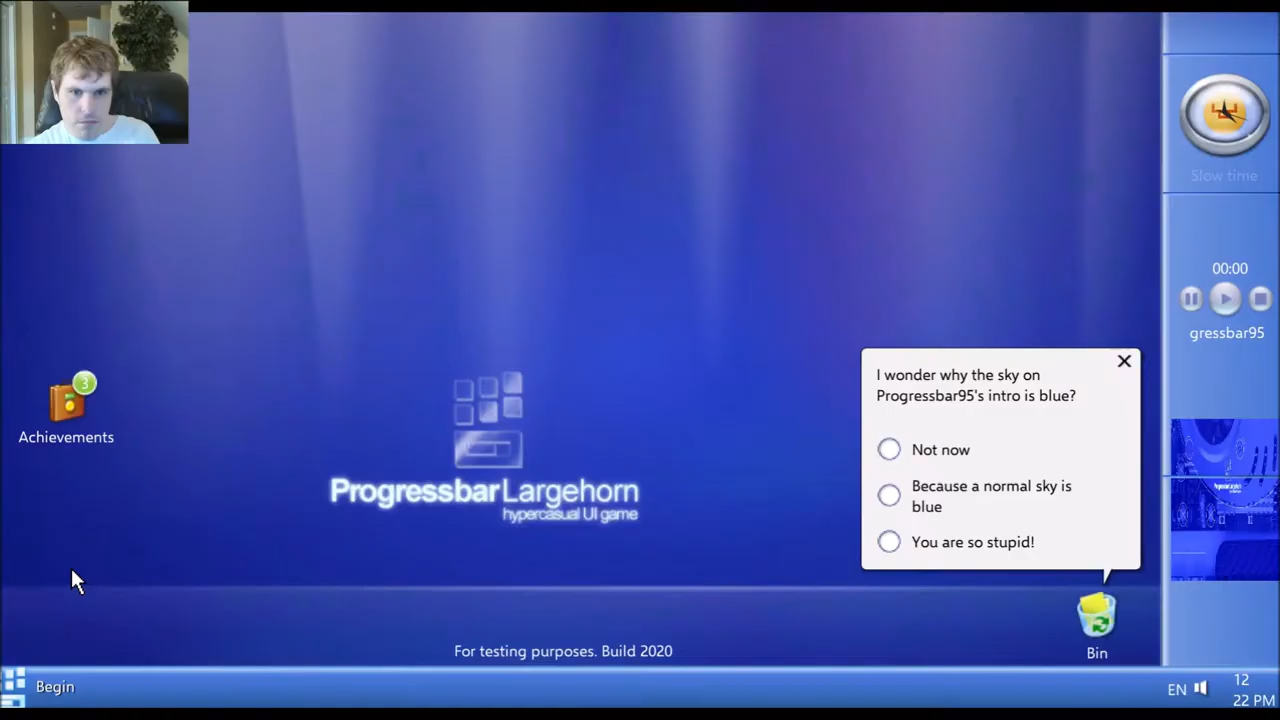 Slow time
00:00
gressbar95
I wonder why the sky on
Progressbar95's intro is blue?
Not now
Because a normal sky is
blue
You are so stupid!
3
Achievements
ProgressbarLargehorn
hypercasual UI game
Bin
For testing purposes. Build 2020
Begin
EN
12
22 PM